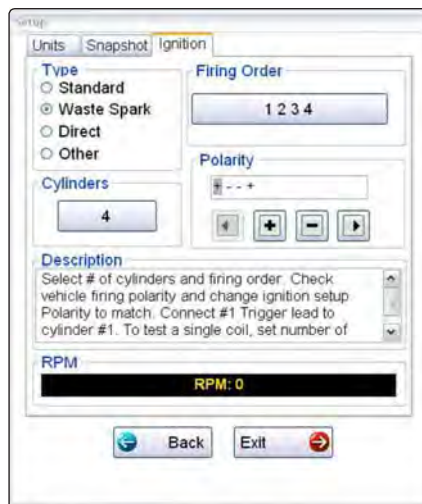 Setup
Units Snapshot Ignition
Type
Standard
Waste Spark
Direct
Other
Firing Order
1 2 3 4
Cylinders
4
Polarity
+ - - +
+ -
Description
Select # of cylinders and firing order. Check
vehicle firing polarity and change ignition setup
Polarity to match. Connect #1 Trigger lead to
cylinder #1. To test a single coil, set number of
RPM
RPM: 0
Back Exit